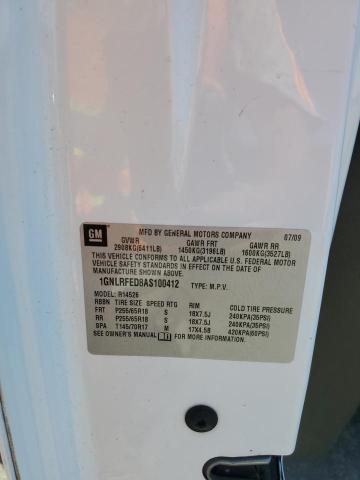 GM
MFD BY GENERAL MOTORS COMPANY 07/09
GVWR GAWR FRT GAWR RR
2908KG(6411LB) 1450KG(3196LB) 1600KG(3527LB)
THIS VEHICLE CONFORMS TO ALL APPLICABLE U.S. FEDERAL MOTOR
VEHICLE SAFETY STANDARDS IN EFFECT ON THE DATE OF
MANUFACTURE SHOWN ABOVE.
1GNLRFED8AS100412 TYPE: M.P.V.
MODEL: R14526
RBBN TIRE SIZE SPEED RTG RIM COLD TIRE PRESSURE
FRT P255/65R18 S 18X7.5J 240KPA(35PSI)
RR P255/65R18 S 18X7.5J 240KPA(35PSI)
SPA T145/70R17 M 17X4.5B 420KPA(60PSI)
SEE OWNER'S MANUAL FOR ADDITIONAL INFORMATION